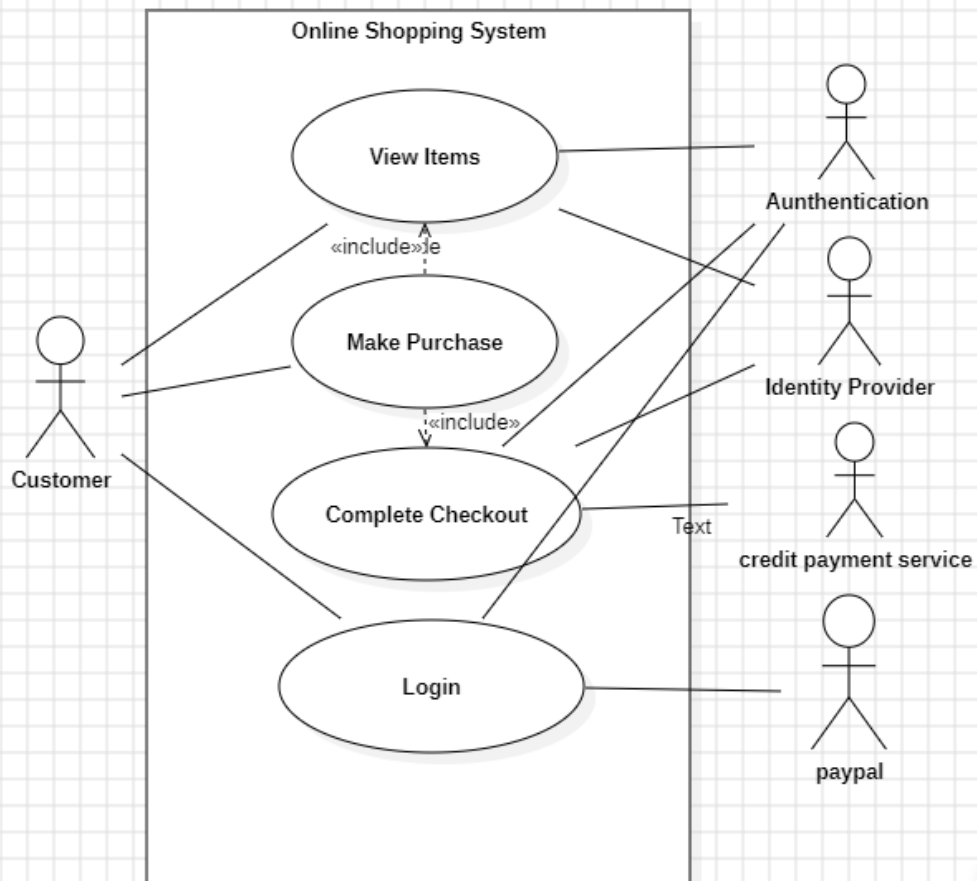 Online Shopping System
View Items
Aunthentication
«include»
Make Purchase
Identity Provider
Customer
«include»
Complete Checkout
Text
credit payment service
Login
paypal